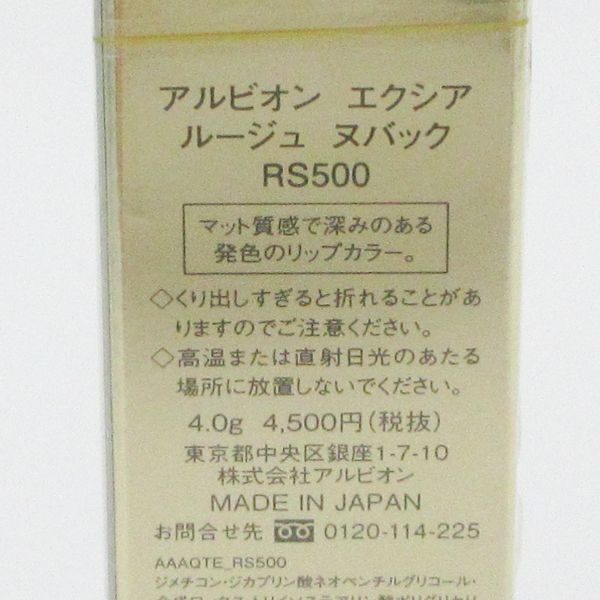 アルビオン エクシア
ルージュ ヌバック
RS500
マット質感で深みのある
発色のリップカラー。
◇くり出しすぎると折れることがあ
りますのでご注意ください。
◇高温または直射日光のあたる
場所に放置しないでください。
4.0g 4,500円(税抜)
東京都中央区銀座1-7-10
株式会社アルビオン
MADE IN JAPAN
お問合せ先 0120-114-225
AAAQTE_RS500
ジメチコン・ジカプリン酸ネオペンチルグリコール・